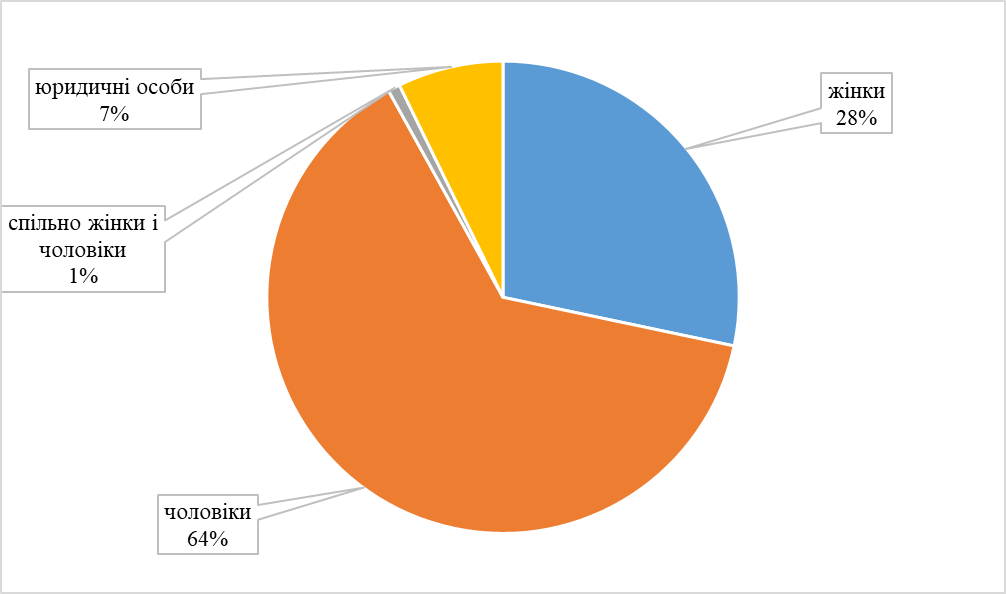 юридичні особи
7%
жінки
28%
спільно жінки і
чоловіки
1%
чоловіки
64%